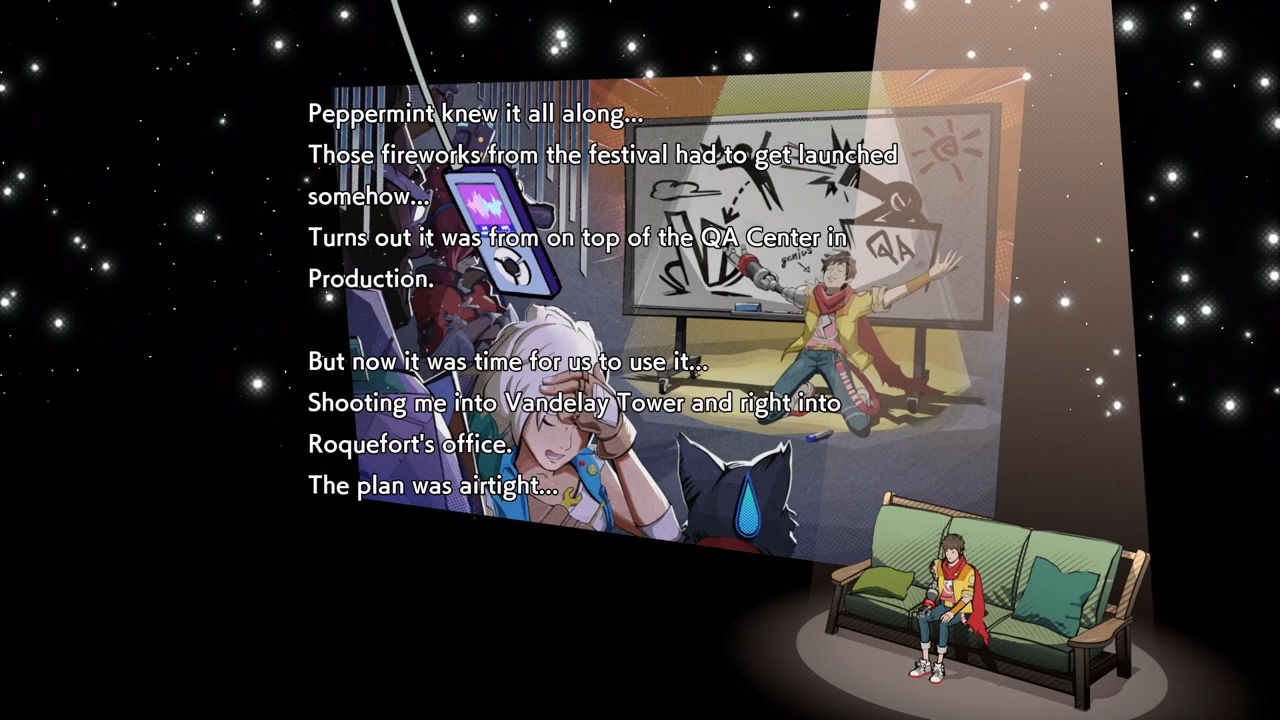 Peppermint knew it all along...
Those fireworks from the festival had to get launched
somehow...
Turns out it was from on top of the QA Center in
Production.
But now it was time for us to use it...
Shooting me into Vandelay Tower and right into
Roquefort's office.
The plan was airtight...
genius
QA